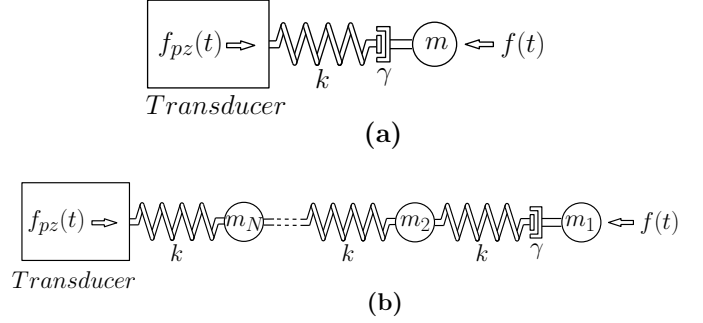 f_{pz}(t) m f(t)
k γ
Transducer
(a)
f_{pz}(t) m_N m_2 m_1 f(t)
k k k γ
Transducer
(b)